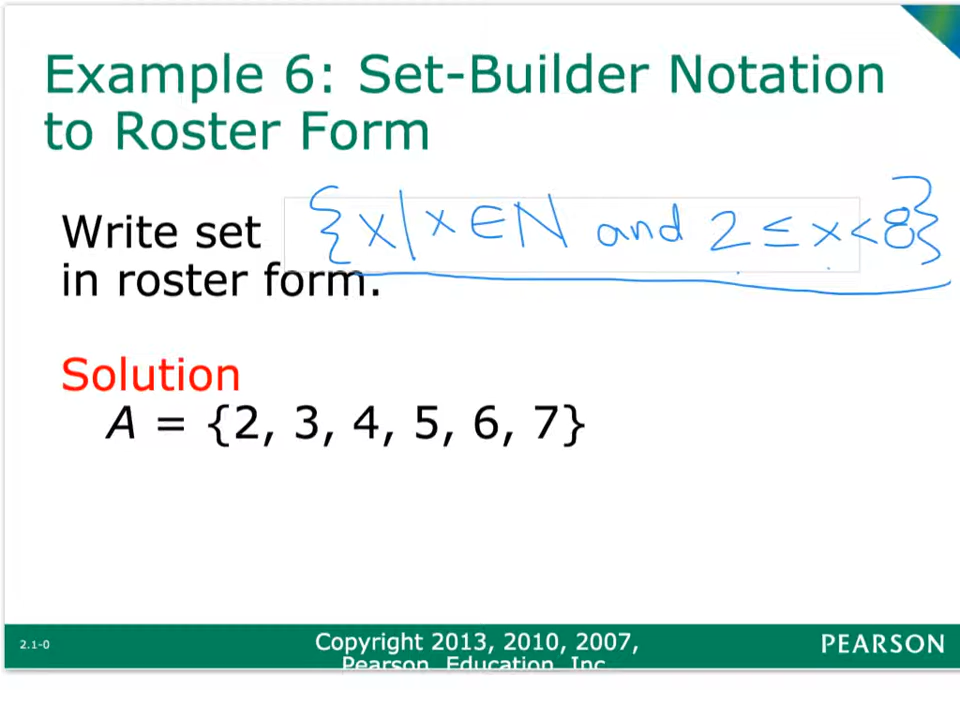 Example 6: Set-Builder Notation
to Roster Form
Write set {x|x∈N and 2≤x<8}
in roster form.
Solution
A = {2, 3, 4, 5, 6, 7}
2.1-0
Copyright 2013, 2010, 2007,
Pearson, Education, Inc
PEARSON